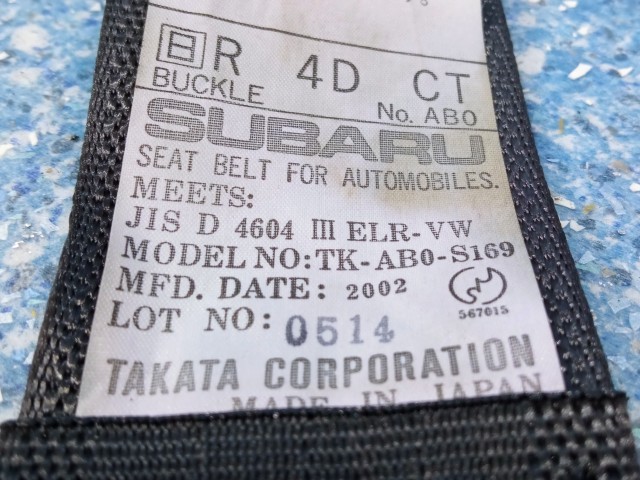 日 R 4D CT
BUCKLE No. AB0
SUBARU
SEAT BELT FOR AUTOMOBILES.
MEETS:
JIS D 4604 III ELR-VW
MODEL NO:TK-AB0-S169
MFD. DATE: 2002
567015
LOT NO: 0514
TAKATA CORPORATION
MADE IN JAPAN